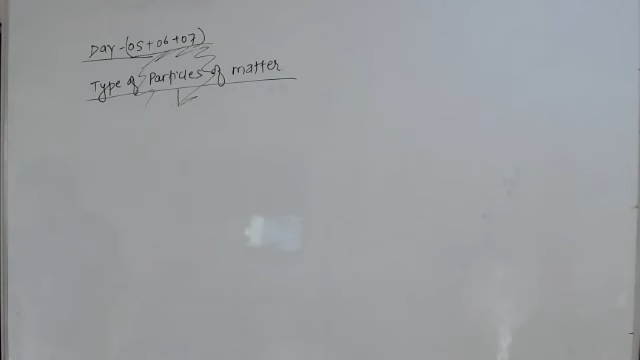 Day-(05+06+07)
Type of Particles of matter